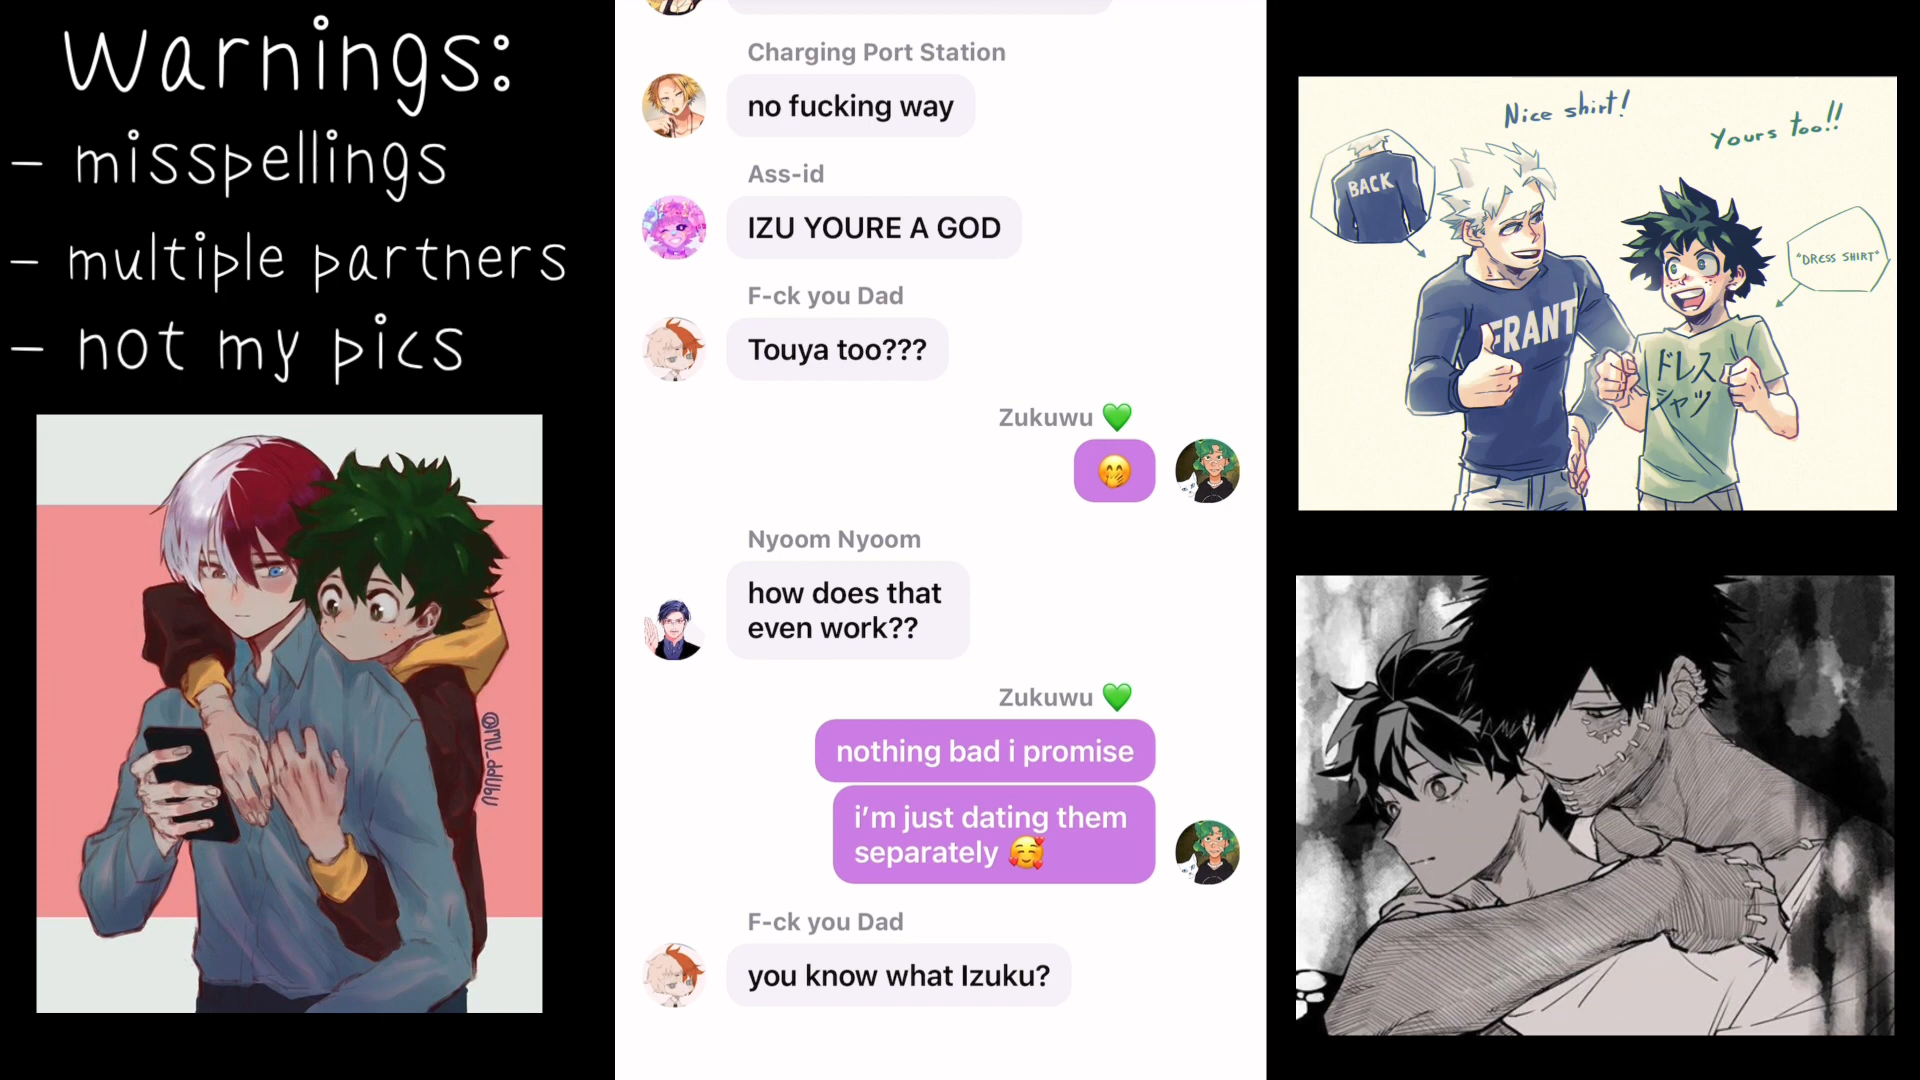 Warnings:
- misspellings
- multiple partners
- not my pics
@mu_ddub
Charging Port Station
no fucking way
Ass-id
IZU YOURE A GOD
F-ck you Dad
Touya too???
Zukuwu 💚
🤭
Nyoom Nyoom
how does that
even work??
Zukuwu 💚
nothing bad i promise
i’m just dating them
separately 🥰
F-ck you Dad
you know what Izuku?
Nice shirt!
Yours too!!
BACK
FRANT
"DRESS SHIRT"
ドレス
シャツ